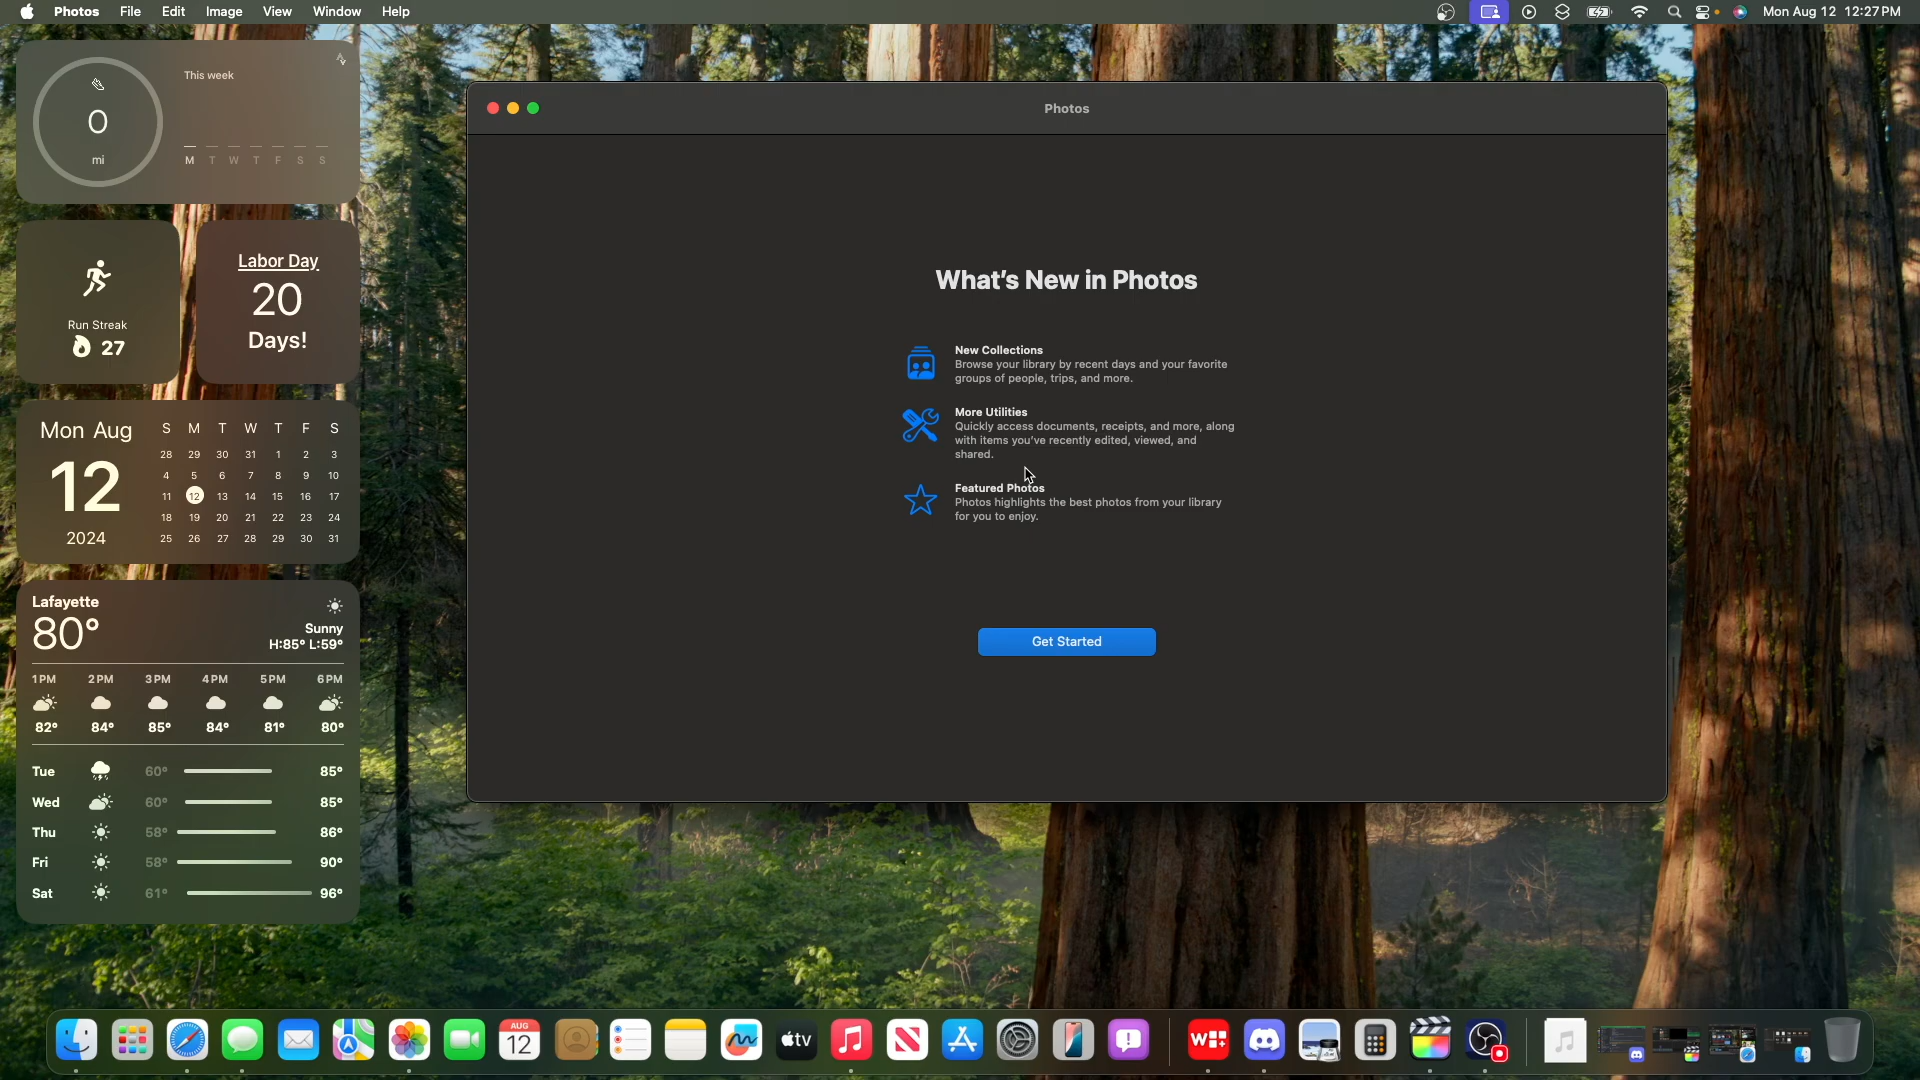 Photos File Edit Image View Window Help
Mon Aug 12 12:27 PM
This week
0
mi
M T W T F S S
Run Streak
27
Labor Day
20
Days!
Mon Aug
12
2024
S M T W T F S
28 29 30 31 1 2 3
4 5 6 7 8 9 10
11 12 13 14 15 16 17
18 19 20 21 22 23 24
25 26 27 28 29 30 31
Lafayette
80°
Sunny
H:85° L:59°
1PM 2PM 3PM 4PM 5PM 6PM
82° 84° 85° 84° 81° 80°
Tue 60° 85°
Wed 60° 85°
Thu 58° 86°
Fri 58° 90°
Sat 61° 96°
Photos
What's New in Photos
New Collections
Browse your library by recent days and your favorite
groups of people, trips, and more.
More Utilities
Quickly access documents, receipts, and more, along
with items you've recently edited, viewed, and
shared.
Featured Photos
Photos highlights the best photos from your library
for you to enjoy.
Get Started
AUG
12
tv